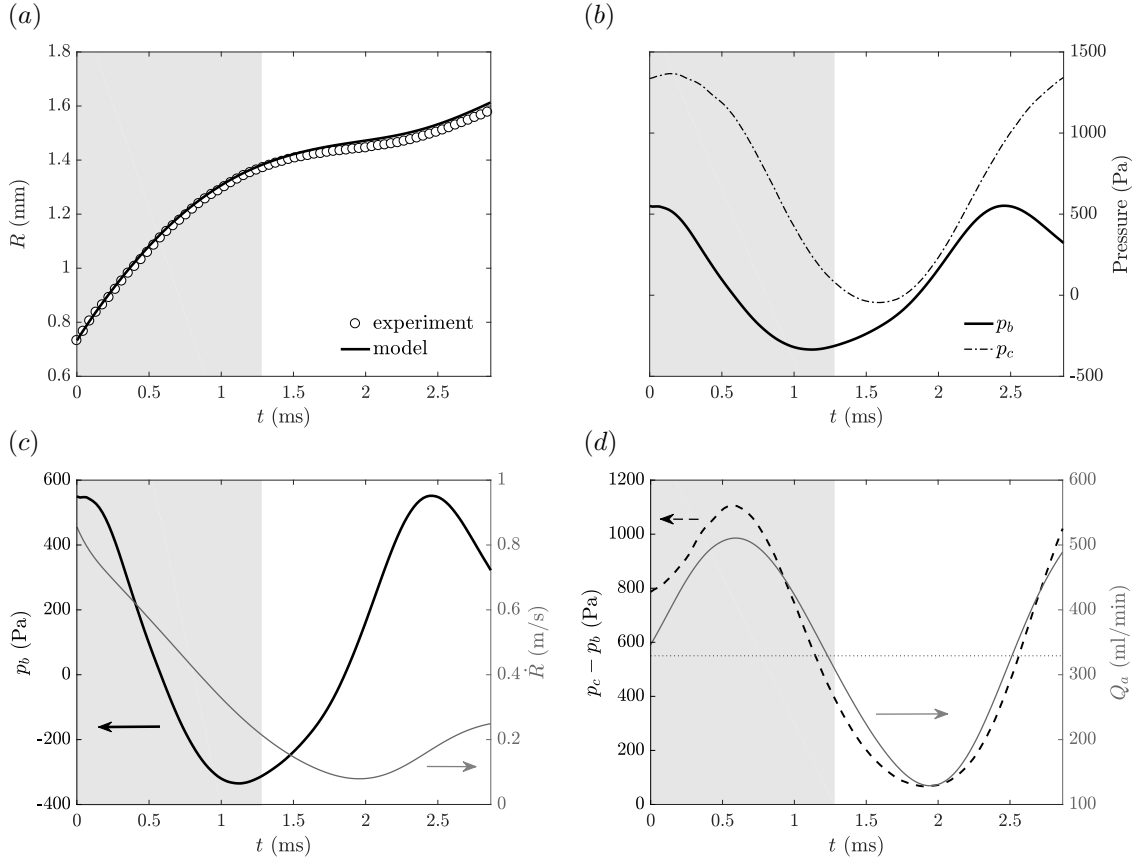 (a)
1.8
1.6
1.4
1.2
1
0.8
0.6
R (mm)
0 0.5 1 1.5 2 2.5
t (ms)
experiment
model
(b)
1500
1000
500
0
-500
Pressure (Pa)
0 0.5 1 1.5 2 2.5
t (ms)
p_b
p_c
(c)
600
400
200
0
-200
-400
p_b (Pa)
1
0.8
0.6
0.4
0.2
0
Ṙ (m/s)
0 0.5 1 1.5 2 2.5
t (ms)
(d)
1200
1000
800
600
400
200
0
p_c − p_b (Pa)
600
500
400
300
200
100
Q_a (ml/min)
0 0.5 1 1.5 2 2.5
t (ms)